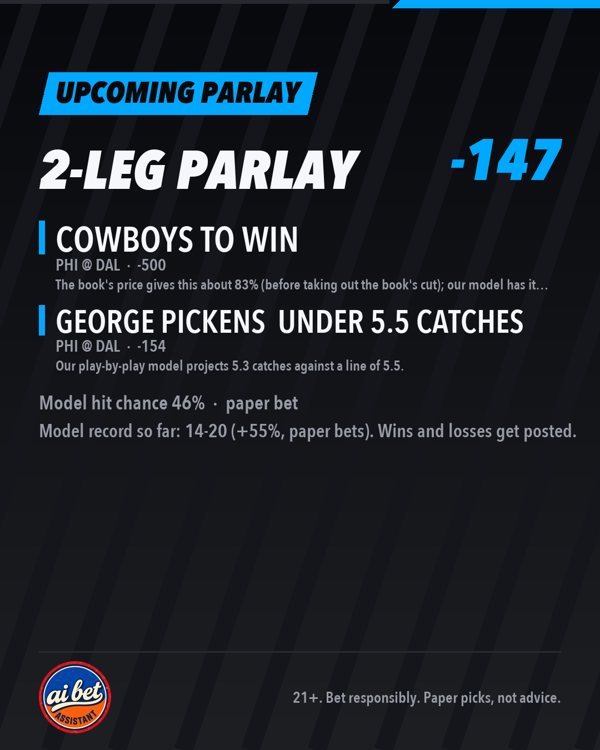 UPCOMING PARLAY
2-LEG PARLAY
-147
COWBOYS TO WIN
PHI @ DAL · -500
The book's price gives this about 83% (before taking out the book's cut); our model has it…
GEORGE PICKENS UNDER 5.5 CATCHES
PHI @ DAL · -154
Our play-by-play model projects 5.3 catches against a line of 5.5.
Model hit chance 46% · paper bet
Model record so far: 14-20 (+55%, paper bets). Wins and losses get posted.
ai bet
ASSISTANT
21+. Bet responsibly. Paper picks, not advice.